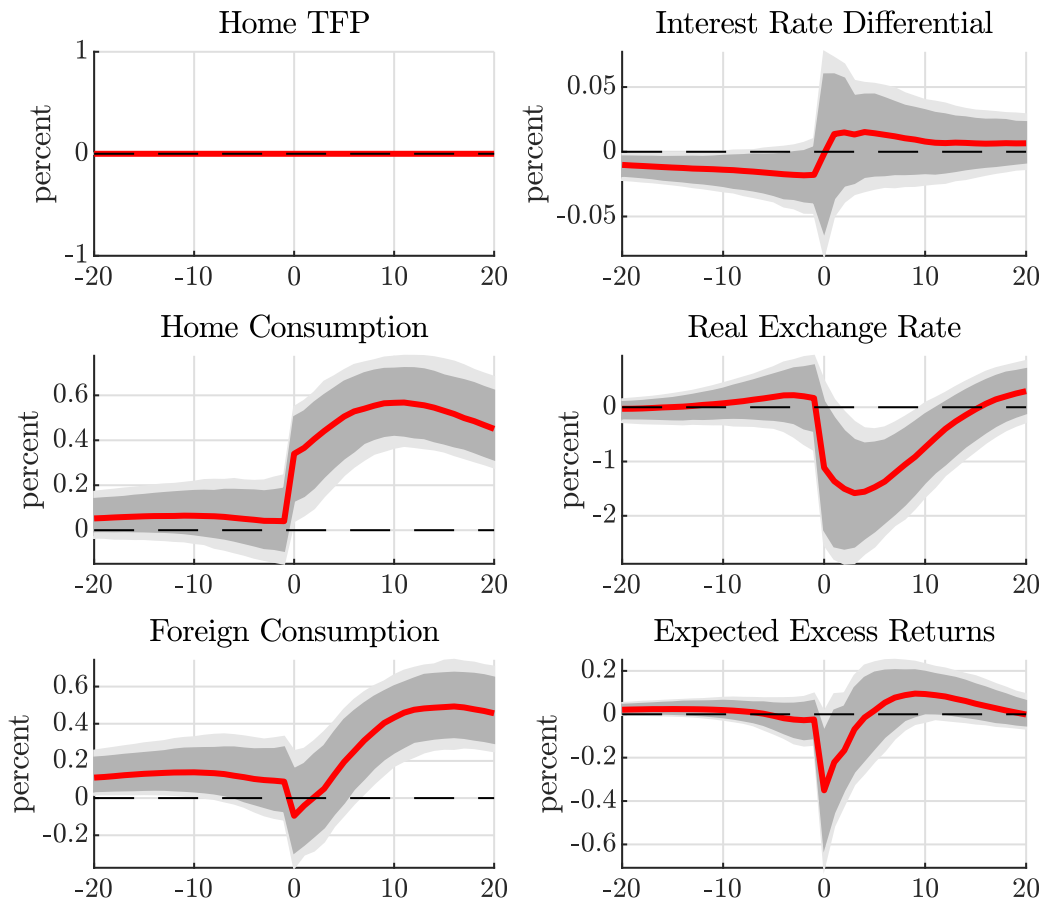 Home TFP
percent
1
0
-1
-20 -10 0 10 20
Interest Rate Differential
percent
0.05
0
-0.05
-20 -10 0 10 20
Home Consumption
percent
0.6
0.4
0.2
0
-20 -10 0 10 20
Real Exchange Rate
percent
0
-1
-2
-20 -10 0 10 20
Foreign Consumption
percent
0.6
0.4
0.2
0
-0.2
-20 -10 0 10 20
Expected Excess Returns
percent
0.2
0
-0.2
-0.4
-0.6
-20 -10 0 10 20